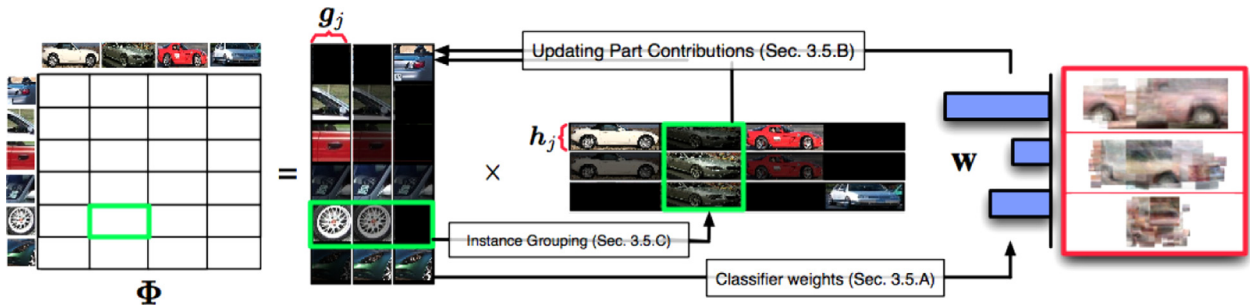 g_j
Updating Part Contributions (Sec. 3.5.B)
h_j
=
×
w
Instance Grouping (Sec. 3.5.C)
Classifier weights (Sec. 3.5.A)
Φ